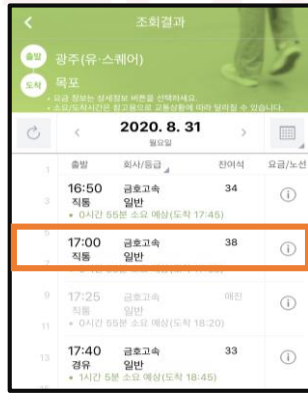 조회결과
출발 광주(유·스퀘어)
도착 목포
• 요금 정보는 상세정보 버튼을 선택하세요.
• 소요/도착시간은 참고용으로 교통상황에 따라 달라질 수 있습니다.
2020. 8. 31
월요일
출발 회사/등급 잔여석 요금/노선
1
16:50 금호고속 34
3 직통 일반
• 0시간 55분 소요 예상(도착 17:45)
5
17:00 금호고속 38
직통 일반
9 17:25 금호고속 매진
직통 일반
11 • 0시간 55분 소요 예상(도착 18:20)
17:40 금호고속 33
13 경유 일반
• 1시간 5분 소요 예상(도착 18:45)